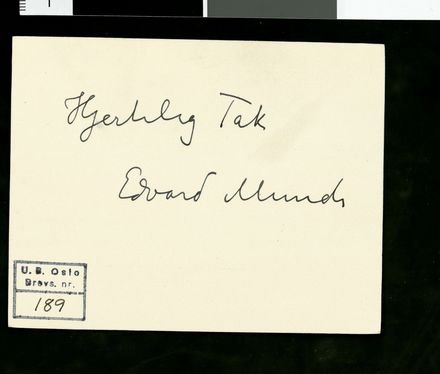 Hjertelig Tak
Edvard Munch
U. B. Oslo
Brevs. nr.
189